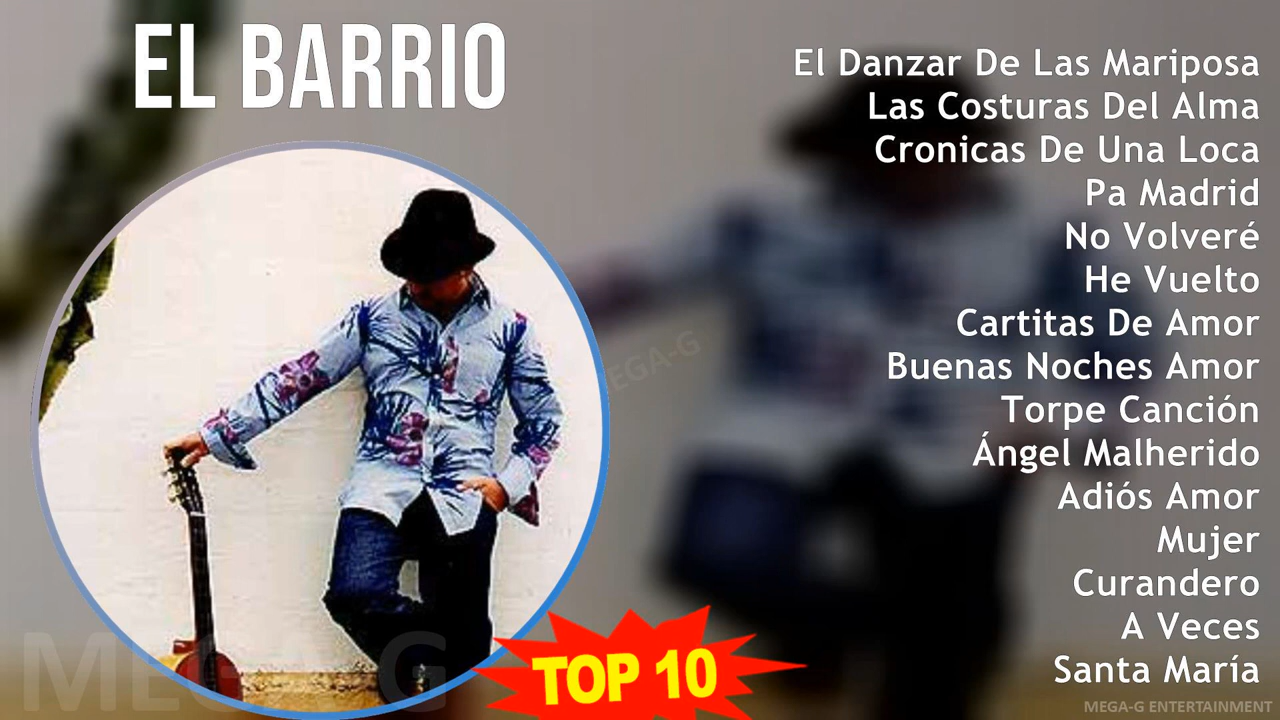 EL BARRIO
El Danzar De Las Mariposa
Las Costuras Del Alma
Cronicas De Una Loca
Pa Madrid
No Volveré
He Vuelto
Cartitas De Amor
Buenas Noches Amor
Torpe Canción
Ángel Malherido
Adiós Amor
Mujer
Curandero
A Veces
Santa María
TOP 10
MEGA-G
MEGA-G
MEGA-G ENTERTAINMENT